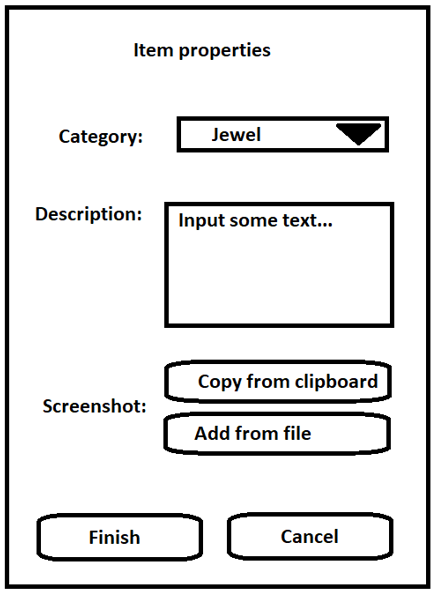 Item properties
Category:
Jewel
Description:
Input some text...
Screenshot:
Copy from clipboard
Add from file
Finish
Cancel